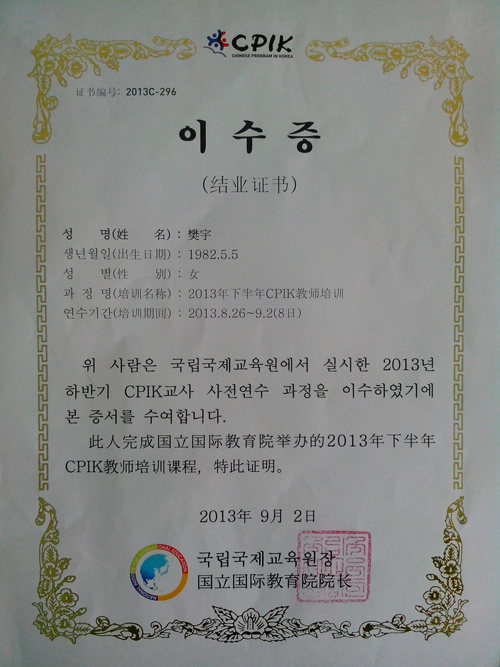 CPIK
CHINESE PROGRAM IN KOREA
证书编号: 2013C-296
이 수 증
(结业证书)
성 명(姓 名) : 樊宇
생년월일(出生日期) : 1982.5.5
성 별(性 别) : 女
과 정 명(培训名称) : 2013年下半年CPIK教师培训
연수기간(培训期间) : 2013.8.26~9.2(8日)
위 사람은 국립국제교육원에서 실시한 2013년
하반기 CPIK교사 사전연수 과정을 이수하였기에
본 증서를 수여합니다.
此人完成国立国际教育院举办的2013年下半年
CPIK教师培训课程, 特此证明。
2013年 9月 2日
국립국제교육원장
国立国际教育院院长